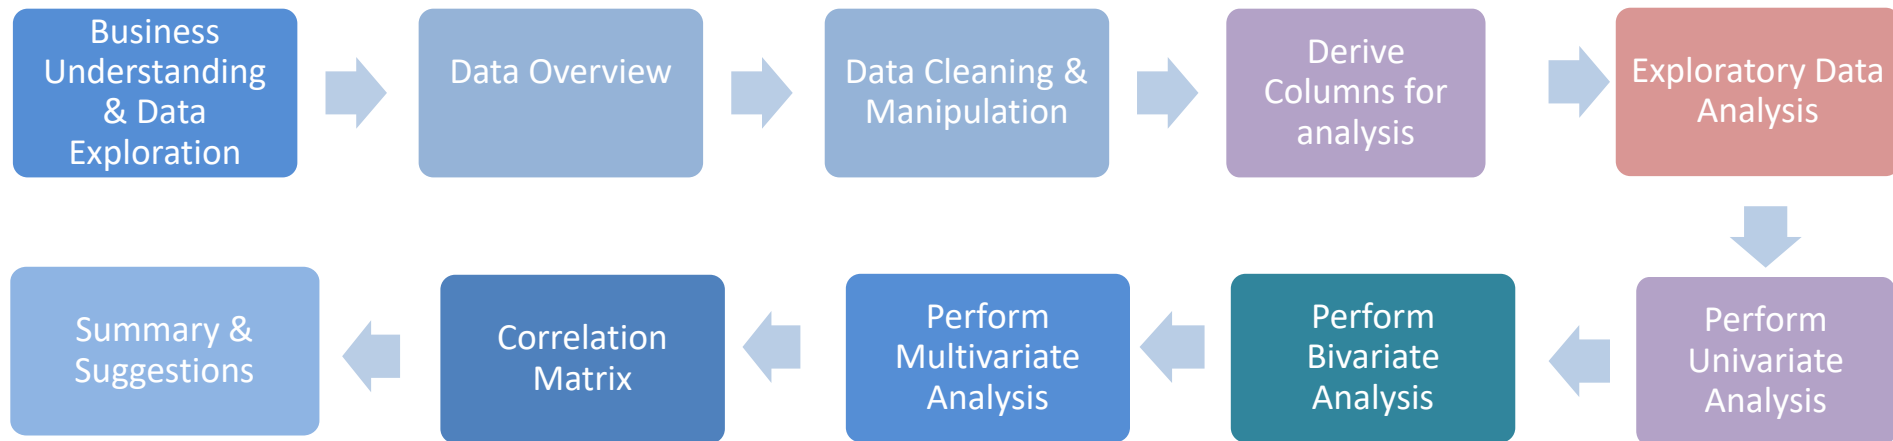 Business
Understanding
& Data
Exploration
Data Overview
Data Cleaning &
Manipulation
Derive
Columns for
analysis
Exploratory Data
Analysis
Perform
Univariate
Analysis
Perform
Bivariate
Analysis
Perform
Multivariate
Analysis
Correlation
Matrix
Summary &
Suggestions